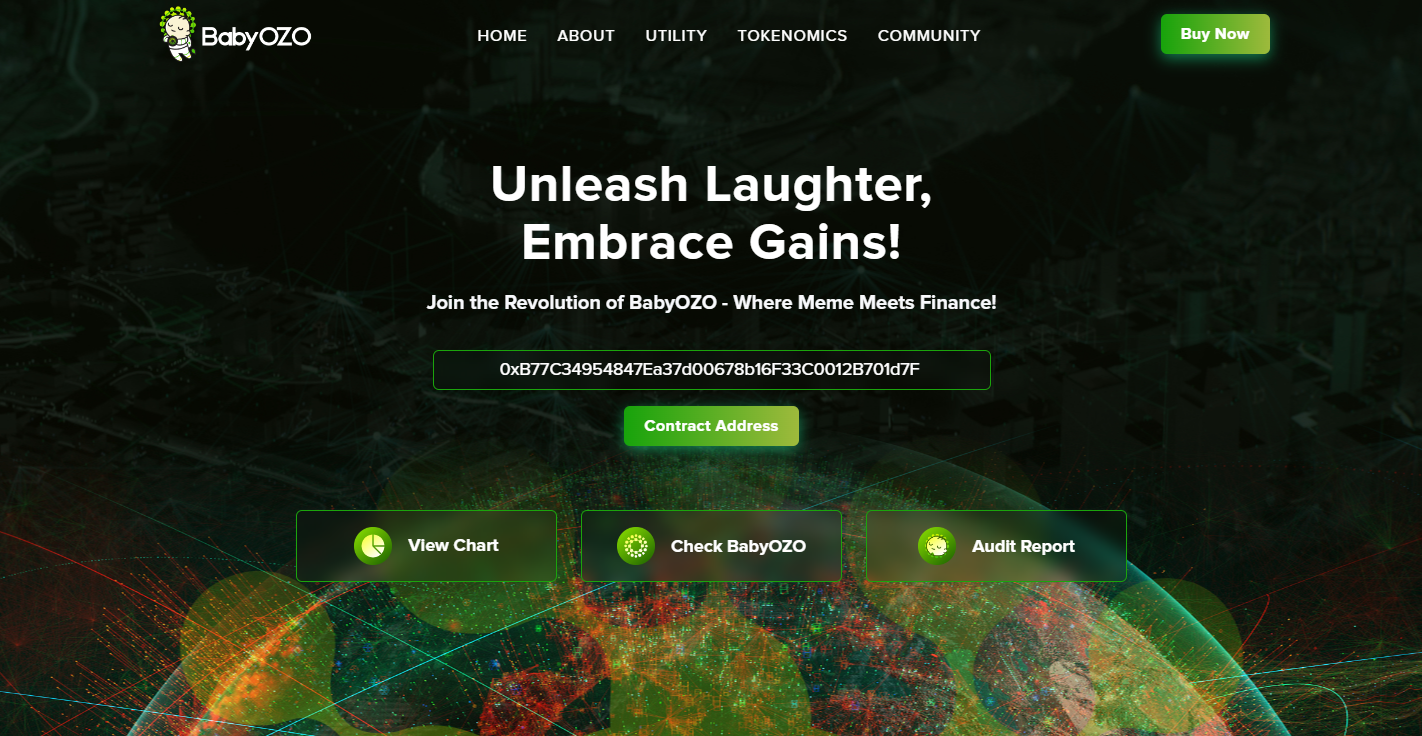 BabyOZO
HOME ABOUT UTILITY TOKENOMICS COMMUNITY
Buy Now
Unleash Laughter,
Embrace Gains!
Join the Revolution of BabyOZO - Where Meme Meets Finance!
0xB77C34954847Ea37d00678b16F33C0012B701d7F
Contract Address
View Chart
Check BabyOZO
Audit Report